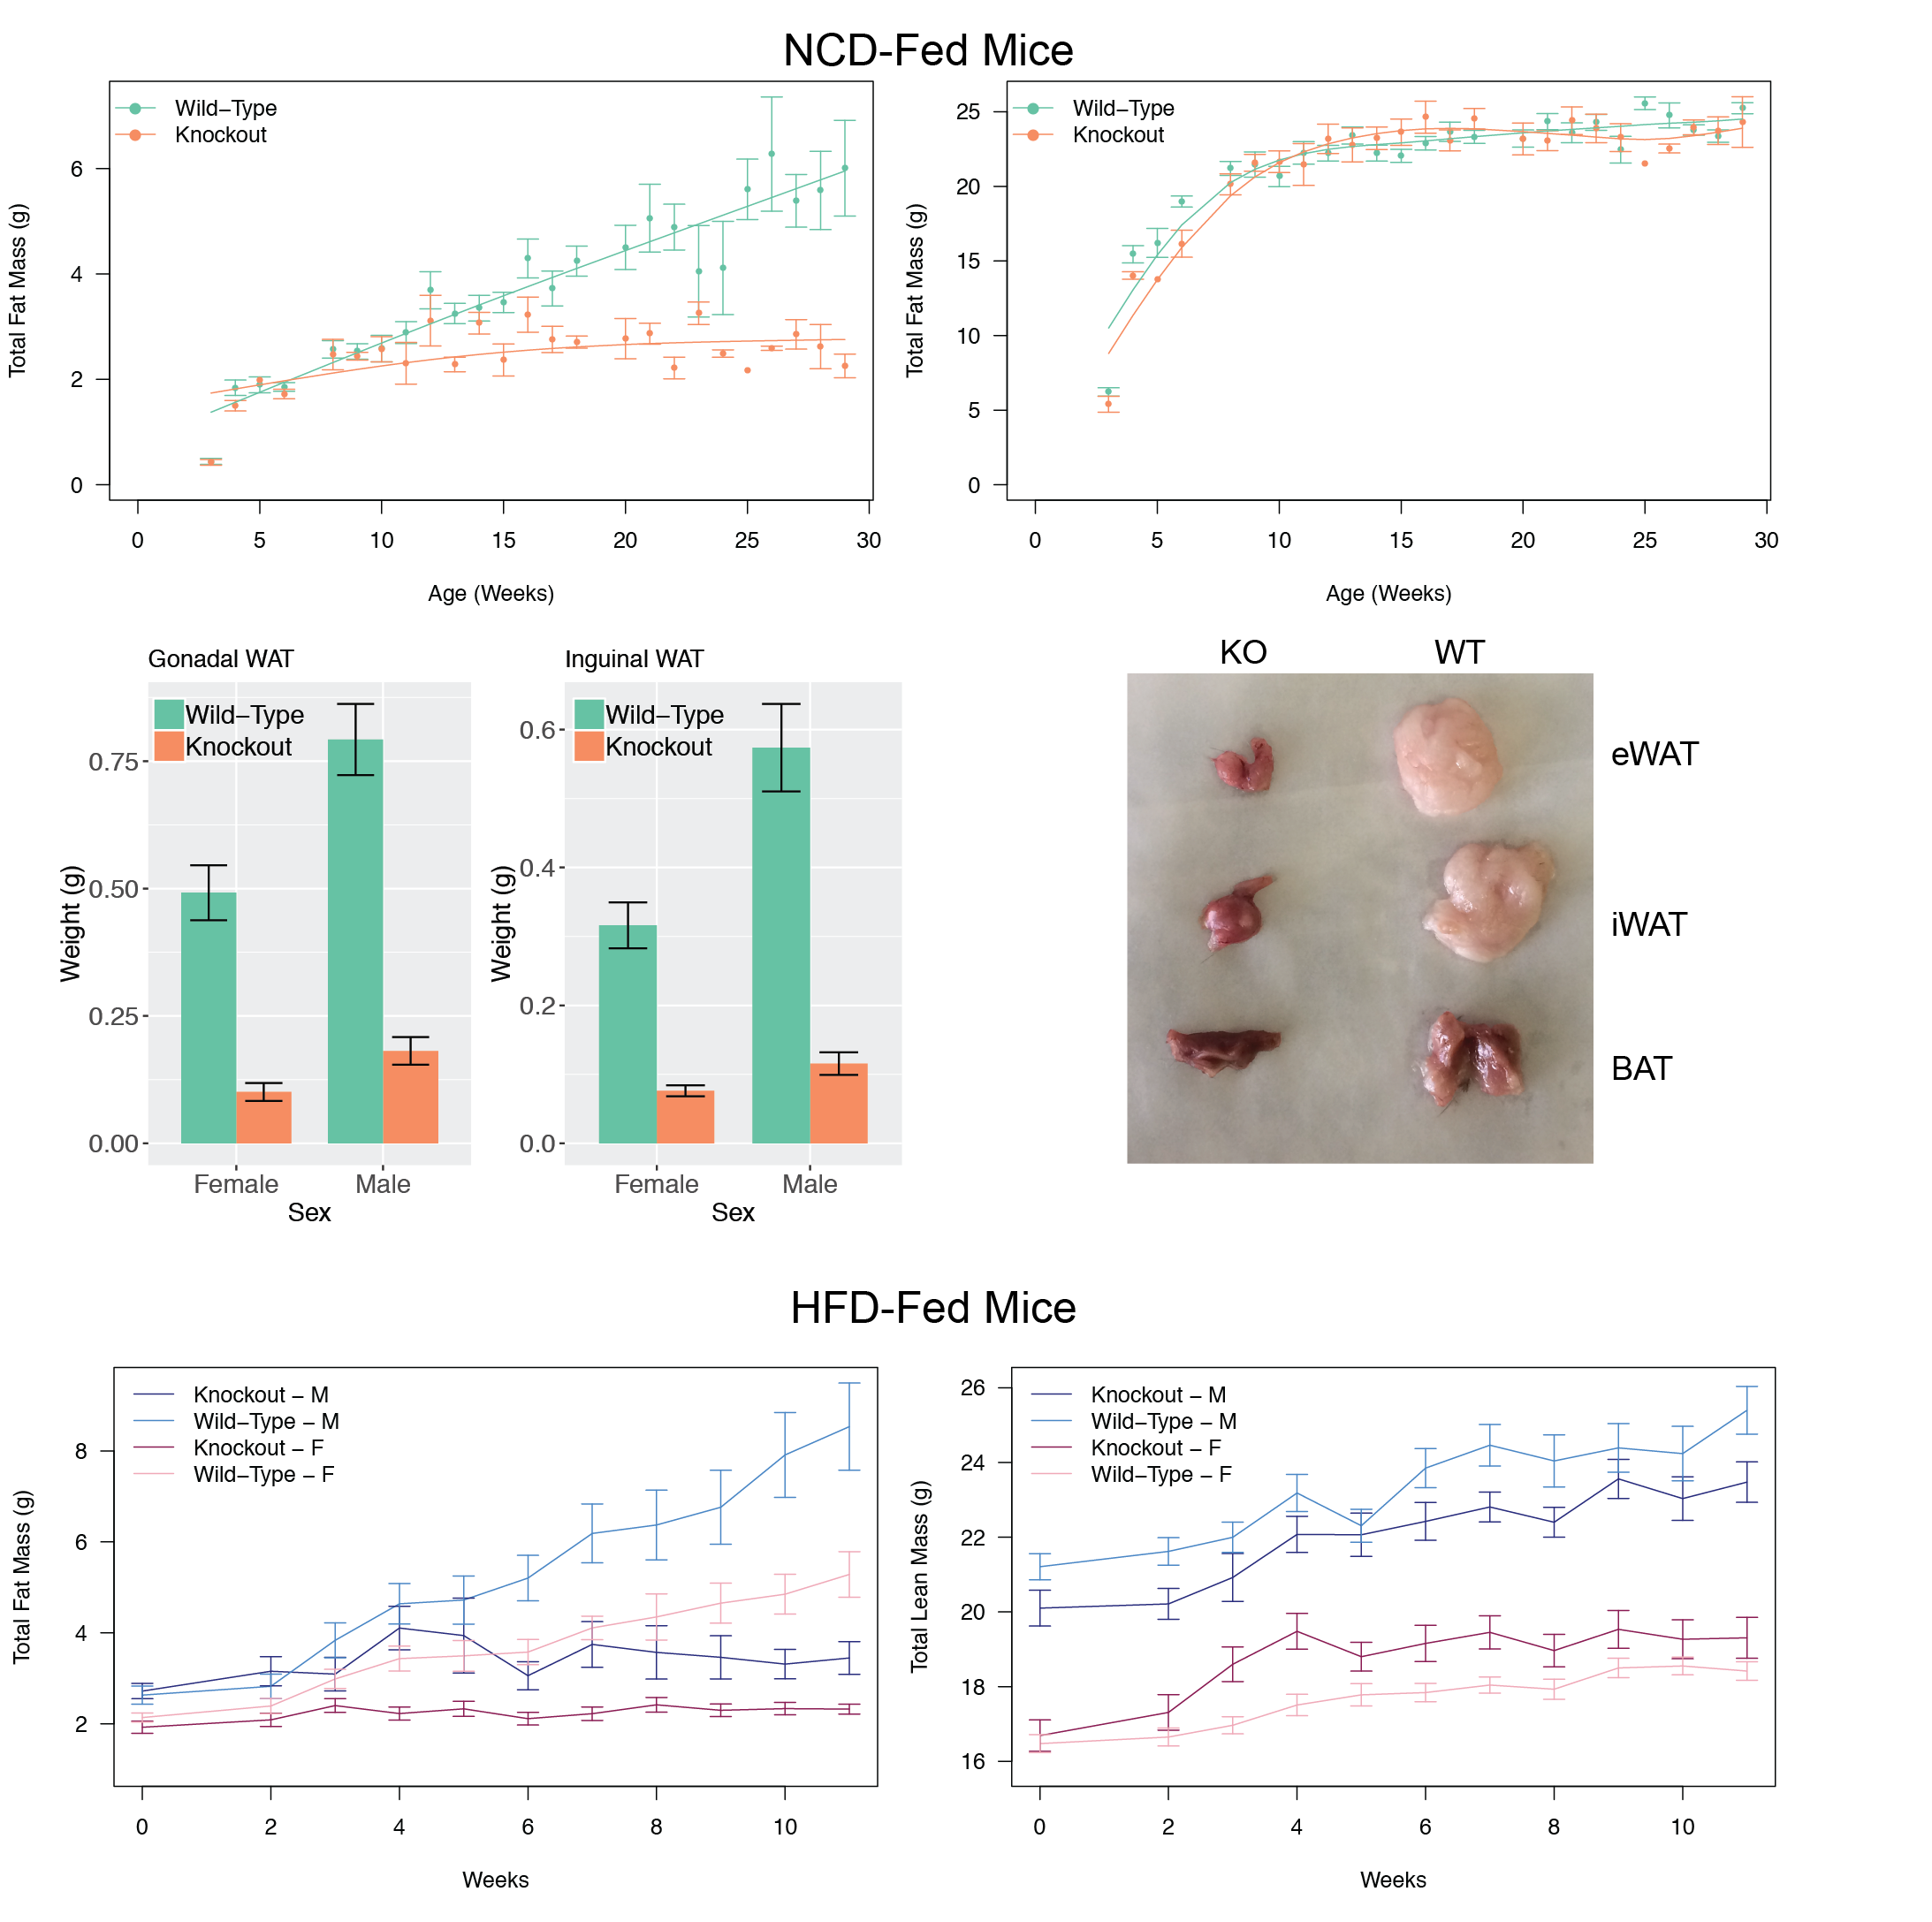 NCD-Fed Mice
Wild−Type
Knockout
Total Fat Mass (g)
6
4
2
0
0 5 10 15 20 25 30
Age (Weeks)
Wild−Type
Knockout
Total Fat Mass (g)
25
20
15
10
5
0
0 5 10 15 20 25 30
Age (Weeks)
Gonadal WAT
Wild−Type
Knockout
Weight (g)
0.75
0.50
0.25
0.00
Female Male
Sex
Inguinal WAT
Wild−Type
Knockout
Weight (g)
0.6
0.4
0.2
0.0
Female Male
Sex
KO WT
eWAT
iWAT
BAT
HFD-Fed Mice
Knockout − M
Wild−Type − M
Knockout − F
Wild−Type − F
Total Fat Mass (g)
8
6
4
2
0 2 4 6 8 10
Weeks
Knockout − M
Wild−Type − M
Knockout − F
Wild−Type − F
Total Lean Mass (g)
26
24
22
20
18
16
0 2 4 6 8 10
Weeks